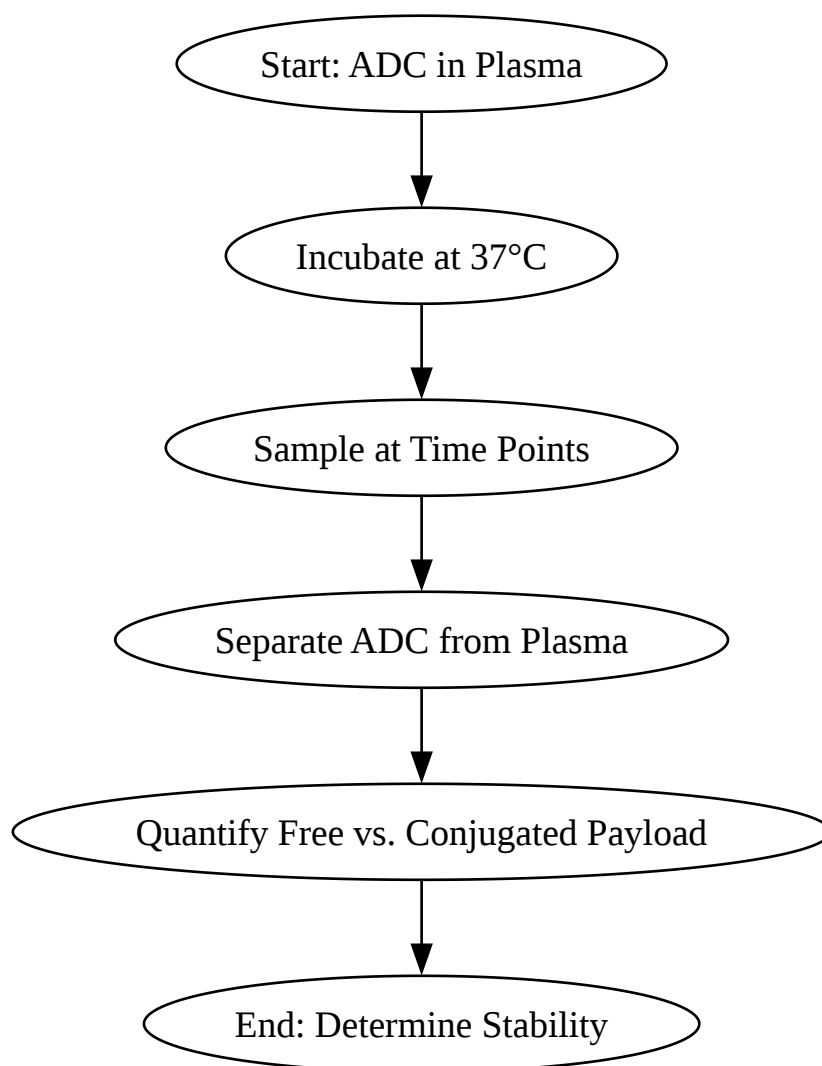 Start: ADC in Plasma
Incubate at 37°C
Sample at Time Points
Separate ADC from Plasma
Quantify Free vs. Conjugated Payload
End: Determine Stability